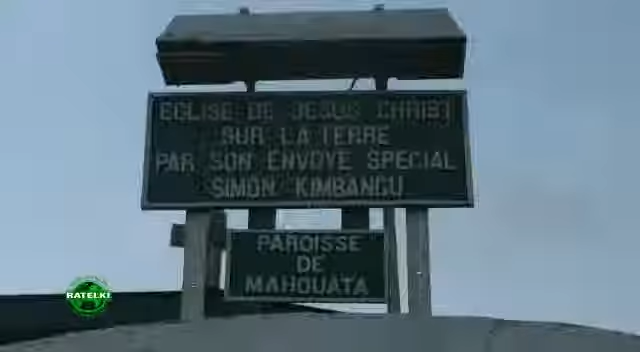 EGLISE DE JESUS CHRIST
SUR LA TERRE
PAR SON ENVOYE SPECIAL
SIMON KIMBANGU
PAROISSE
DE
MAHOUATA
RATELKI